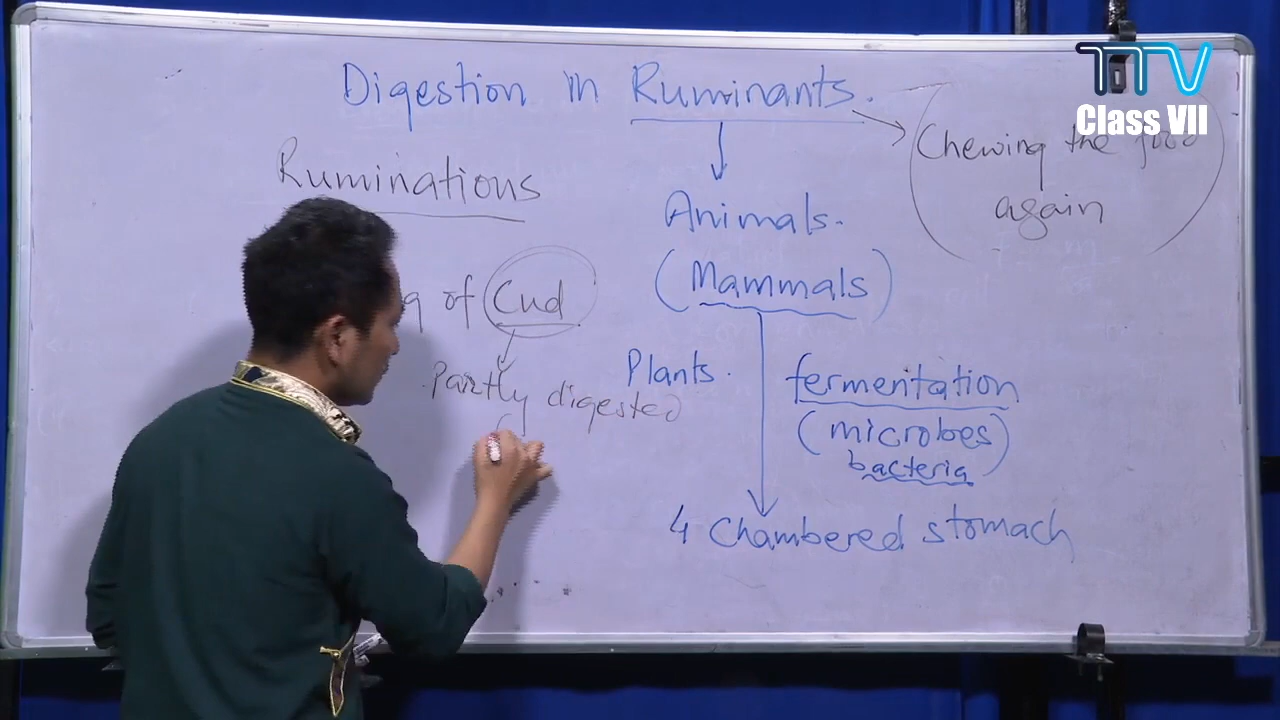 TTV
Class VII
Digestion in Ruminants.
Chewing the food
again
Ruminations
Animals.
(Mammals)
of Cud
Partly digested
Plants.
fermentation
(microbes)
bacteria
4 Chambered stomach